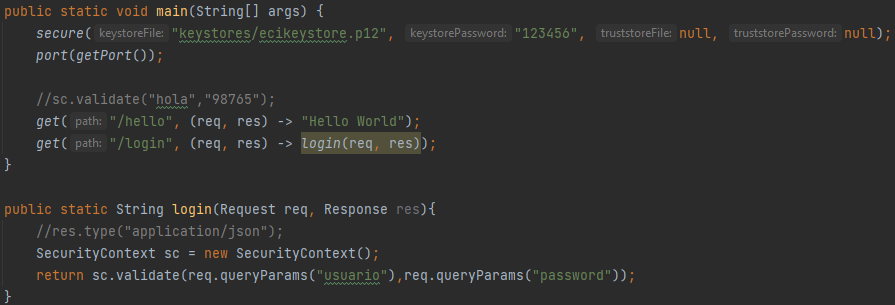 public static void main(String[] args) {
secure( keystoreFile: "keystores/ecikeystore.p12", keystorePassword: "123456", truststoreFile: null, truststorePassword: null);
port(getPort());
//sc.validate("hola","98765");
get( path: "/hello", (req, res) -> "Hello World");
get( path: "/login", (req, res) -> login(req, res));
}
public static String login(Request req, Response res){
//res.type("application/json");
SecurityContext sc = new SecurityContext();
return sc.validate(req.queryParams("usuario"),req.queryParams("password"));
}